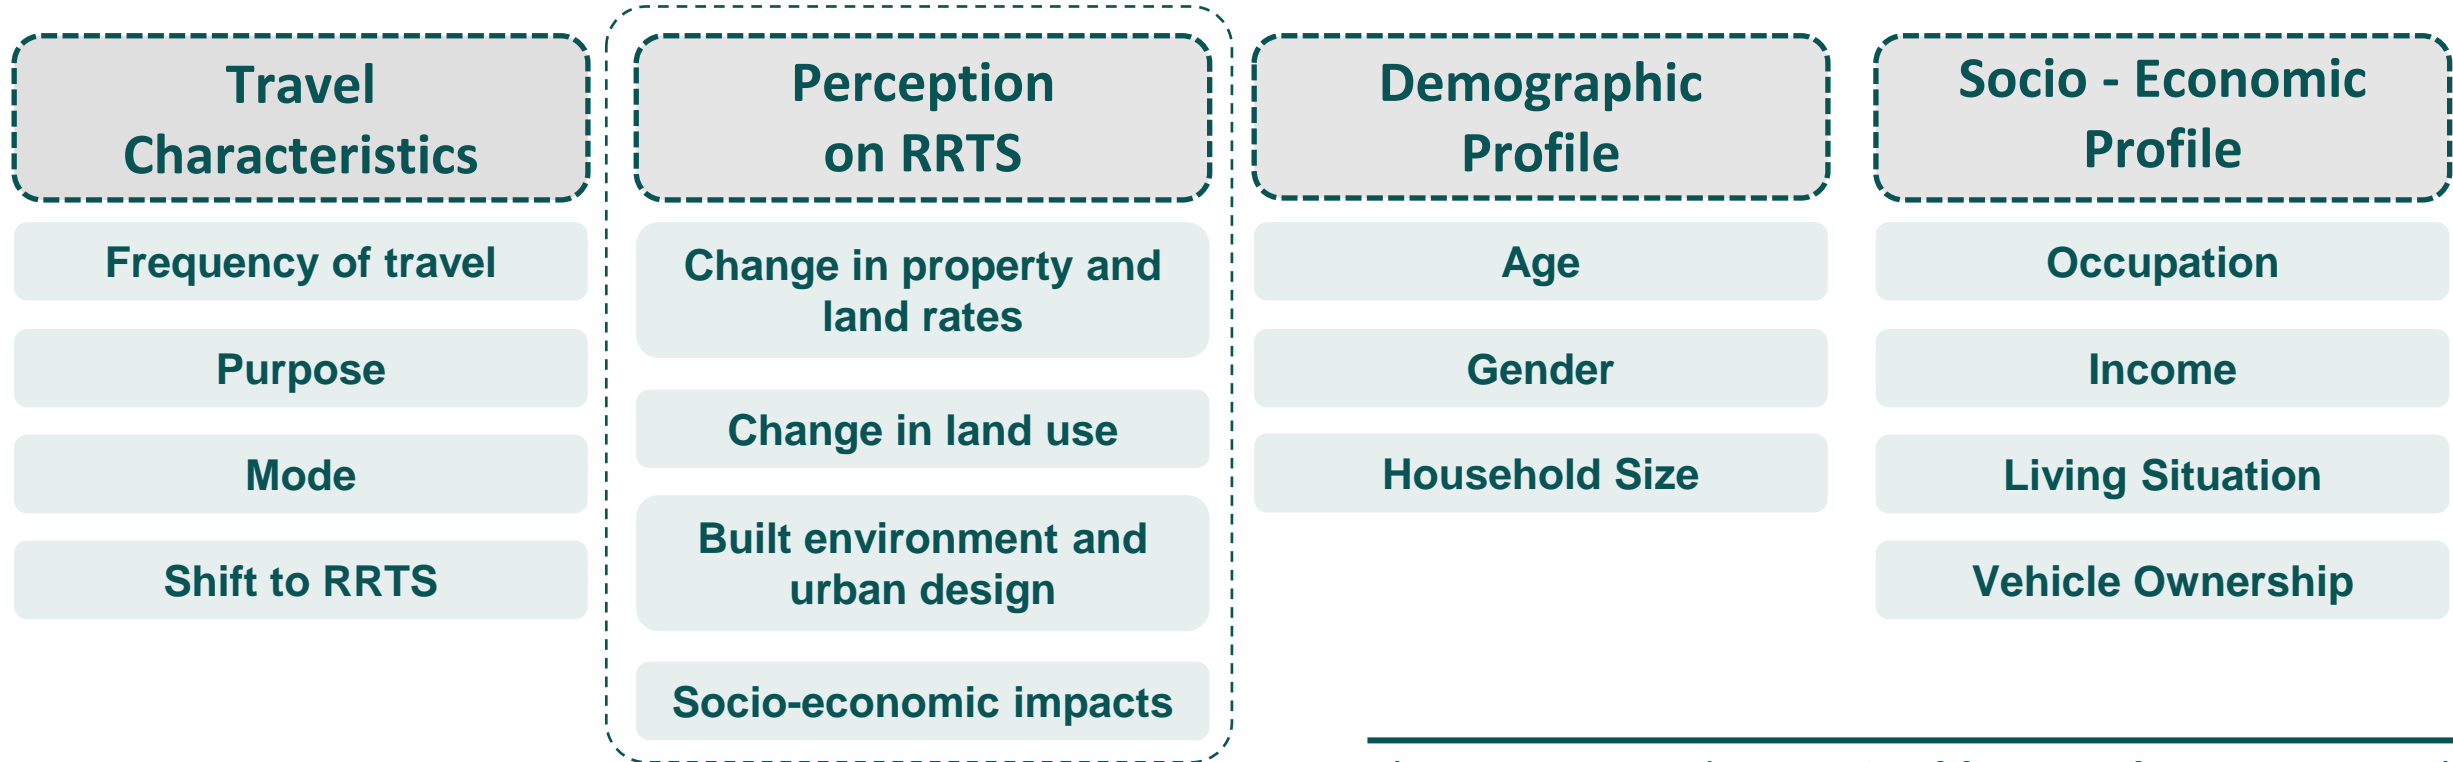 Travel
Characteristics
Frequency of travel
Purpose
Mode
Shift to RRTS
Perception
on RRTS
Change in property and
land rates
Change in land use
Built environment and
urban design
Socio-economic impacts
Demographic
Profile
Age
Gender
Household Size
Socio - Economic
Profile
Occupation
Income
Living Situation
Vehicle Ownership